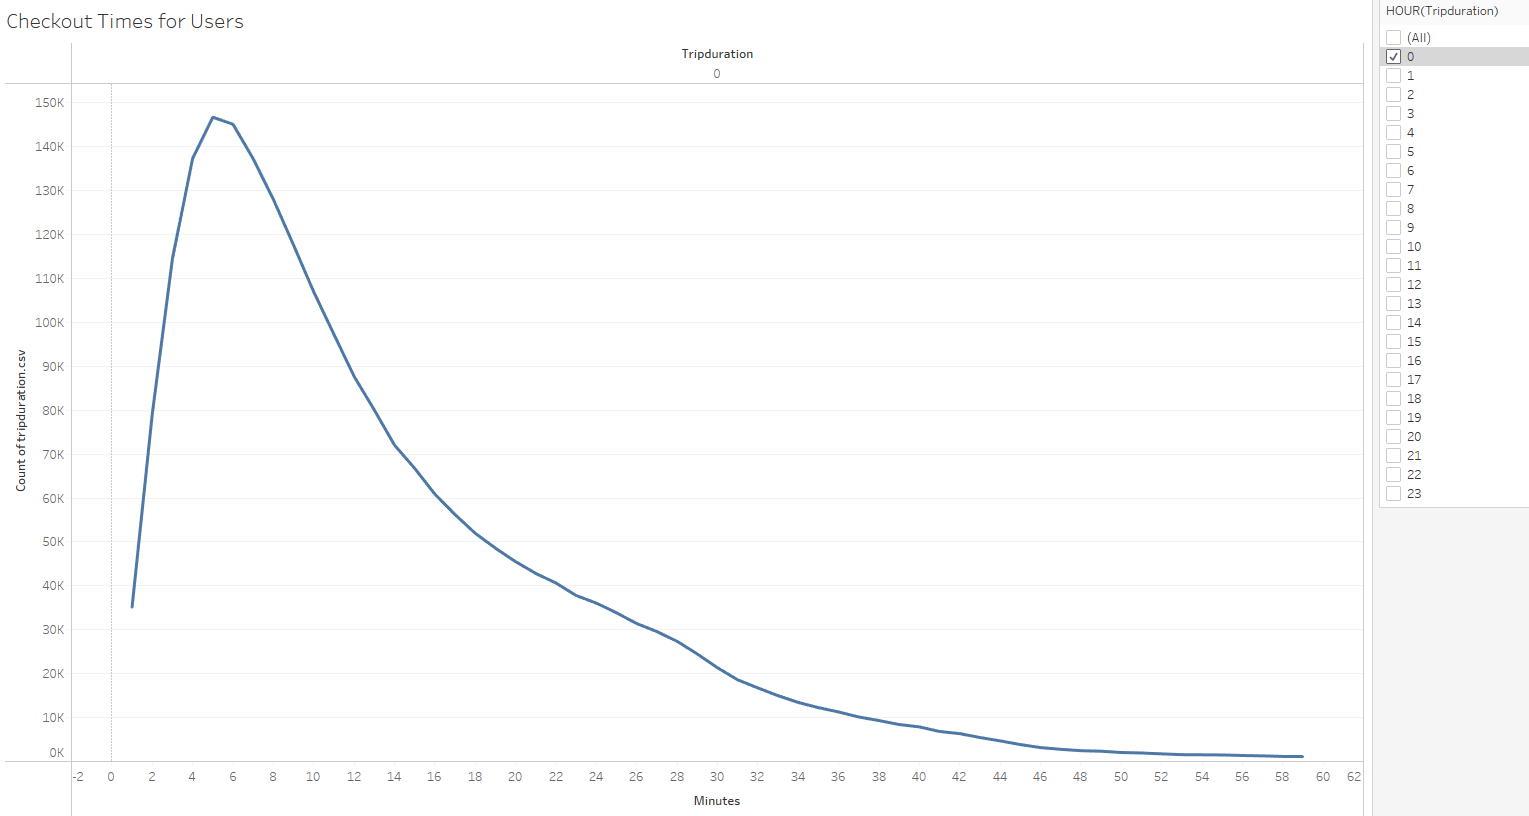 Checkout Times for Users
Tripduration
0
150K
140K
130K
120K
110K
100K
90K
80K
70K
60K
50K
40K
30K
20K
10K
0K
Count of tripduration.csv
-2 0 2 4 6 8 10 12 14 16 18 20 22 24 26 28 30 32 34 36 38 40 42 44 46 48 50 52 54 56 58 60 62
Minutes
HOUR(Tripduration)
(All)
0
1
2
3
4
5
6
7
8
9
10
11
12
13
14
15
16
17
18
19
20
21
22
23